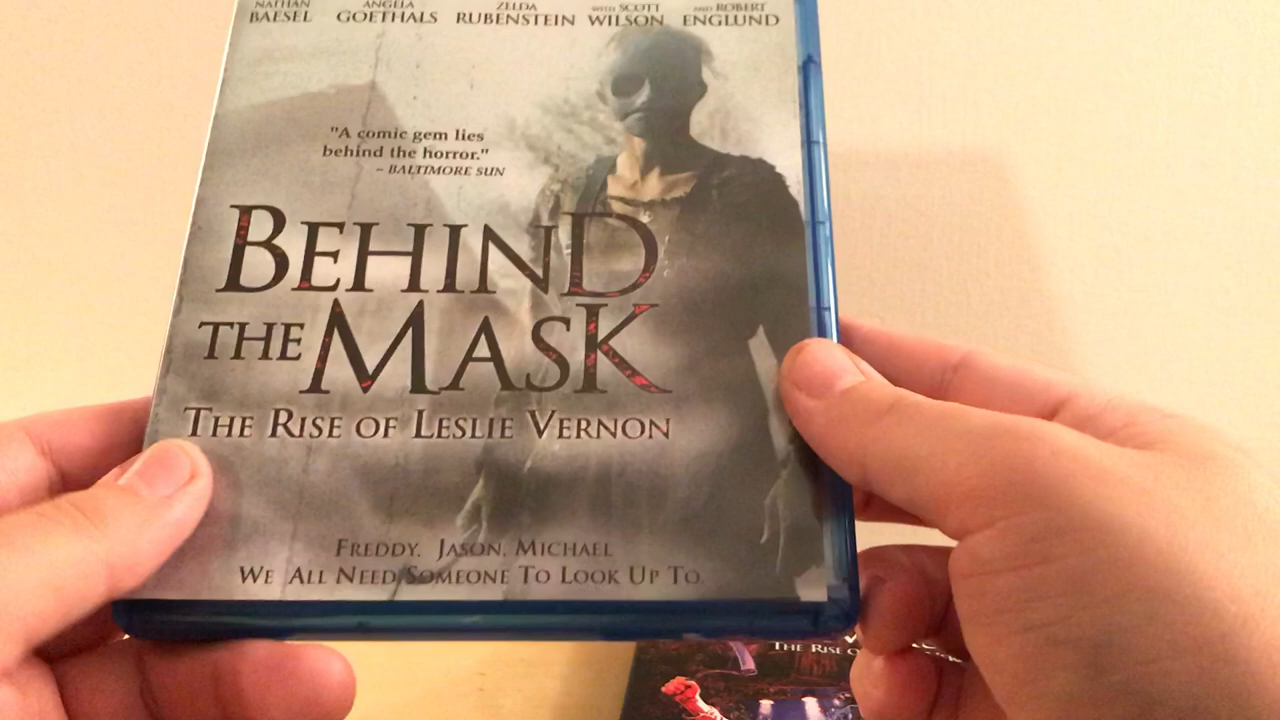 NATHAN ANGELA ZELDA WITH SCOTT AND ROBERT
BAESEL GOETHALS RUBENSTEIN WILSON ENGLUND
"A comic gem lies
behind the horror."
– BALTIMORE SUN
BEHIND
THE MASK
THE RISE OF LESLIE VERNON
FREDDY, JASON, MICHAEL
WE ALL NEED SOMEONE TO LOOK UP TO.
THE RISE O